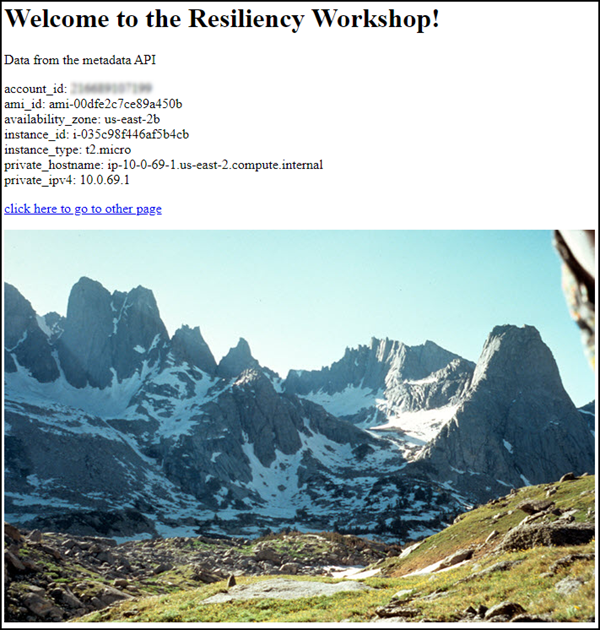 Welcome to the Resiliency Workshop!
Data from the metadata API
account_id:
ami_id: ami-00dfe2c7ce89a450b
availability_zone: us-east-2b
instance_id: i-035c98f446af5b4cb
instance_type: t2.micro
private_hostname: ip-10-0-69-1.us-east-2.compute.internal
private_ipv4: 10.0.69.1
click here to go to other page